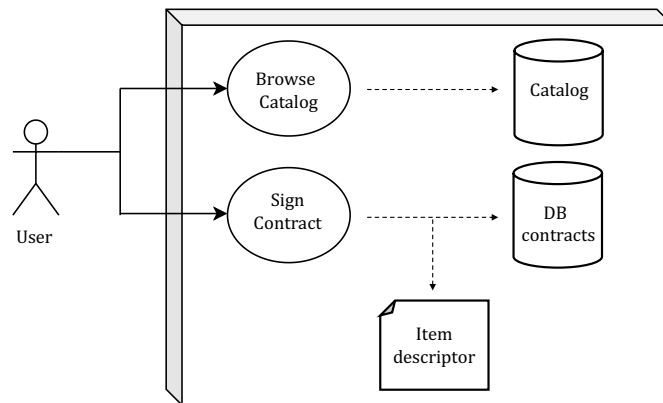 Browse
Catalog
Catalog
User
Sign
Contract
DB
contracts
Item
descriptor